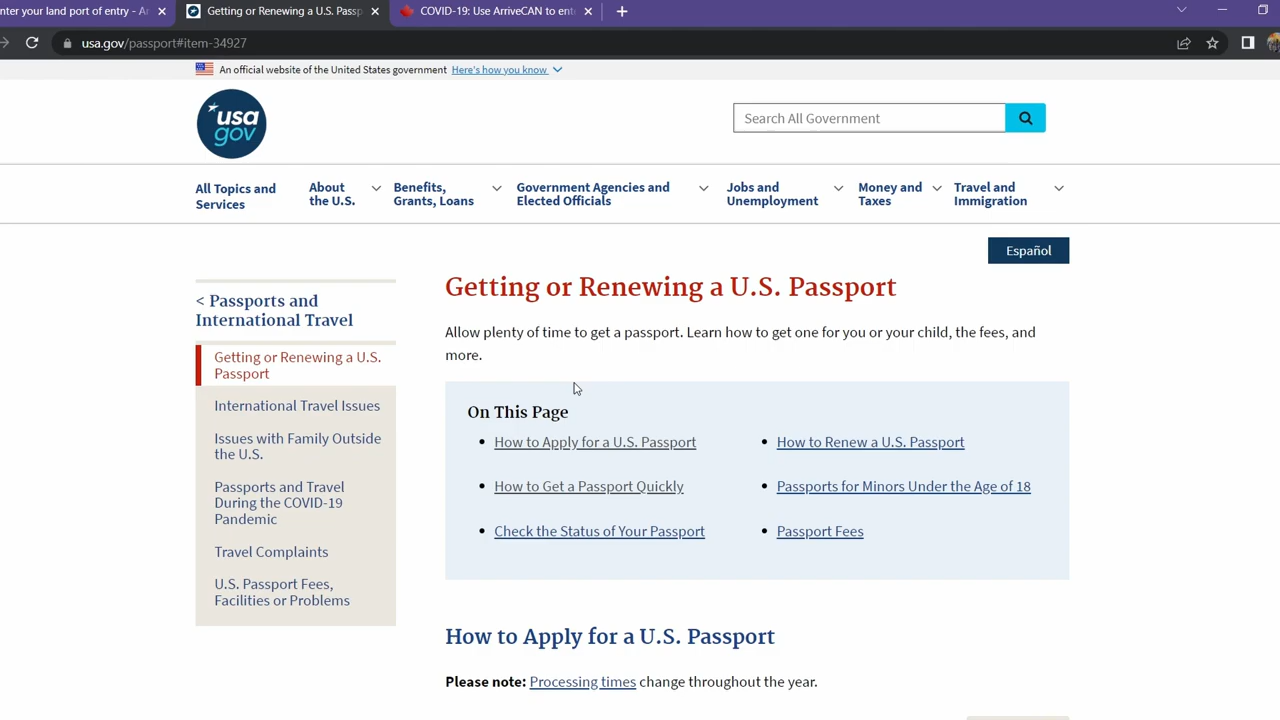 nter your land port of entry - Ar
Getting or Renewing a U.S. Passp
COVID-19: Use ArriveCAN to ente
usa.gov/passport#item-34927
An official website of the United States government Here's how you know
usa
gov
Search All Government
All Topics and
Services
About
the U.S.
Benefits,
Grants, Loans
Government Agencies and
Elected Officials
Jobs and
Unemployment
Money and
Taxes
Travel and
Immigration
Español
< Passports and
International Travel
Getting or Renewing a U.S.
Passport
International Travel Issues
Issues with Family Outside
the U.S.
Passports and Travel
During the COVID-19
Pandemic
Travel Complaints
U.S. Passport Fees,
Facilities or Problems
Getting or Renewing a U.S. Passport
Allow plenty of time to get a passport. Learn how to get one for you or your child, the fees, and
more.
On This Page
How to Apply for a U.S. Passport
How to Renew a U.S. Passport
How to Get a Passport Quickly
Passports for Minors Under the Age of 18
Check the Status of Your Passport
Passport Fees
How to Apply for a U.S. Passport
Please note: Processing times change throughout the year.